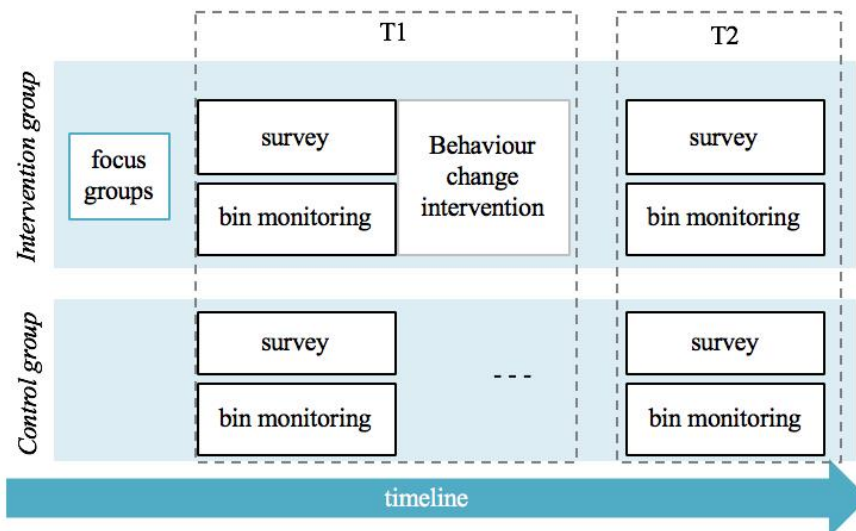 T1
T2
Intervention group
focus
groups
survey
bin monitoring
Behaviour
change
intervention
survey
bin monitoring
Control group
survey
bin monitoring
---
survey
bin monitoring
timeline